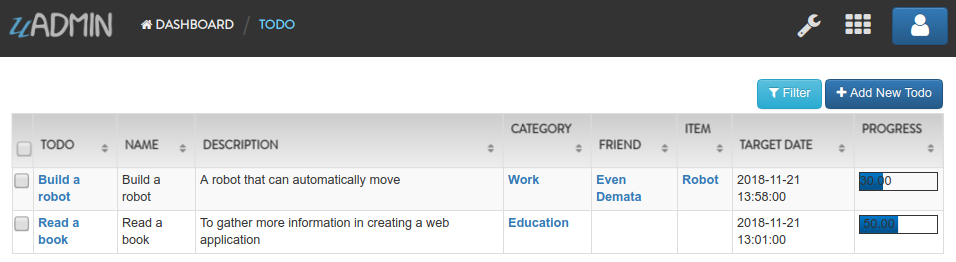 uADMIN DASHBOARD / TODO
Filter + Add New Todo
TODO NAME DESCRIPTION CATEGORY FRIEND ITEM TARGET DATE PROGRESS
Build a Build a A robot that can automatically move Work Even Robot 2018-11-21 30.00
robot robot Demata 13:58:00
Read a Read a To gather more information in creating a web Education 2018-11-21 50.00
book book application 13:01:00